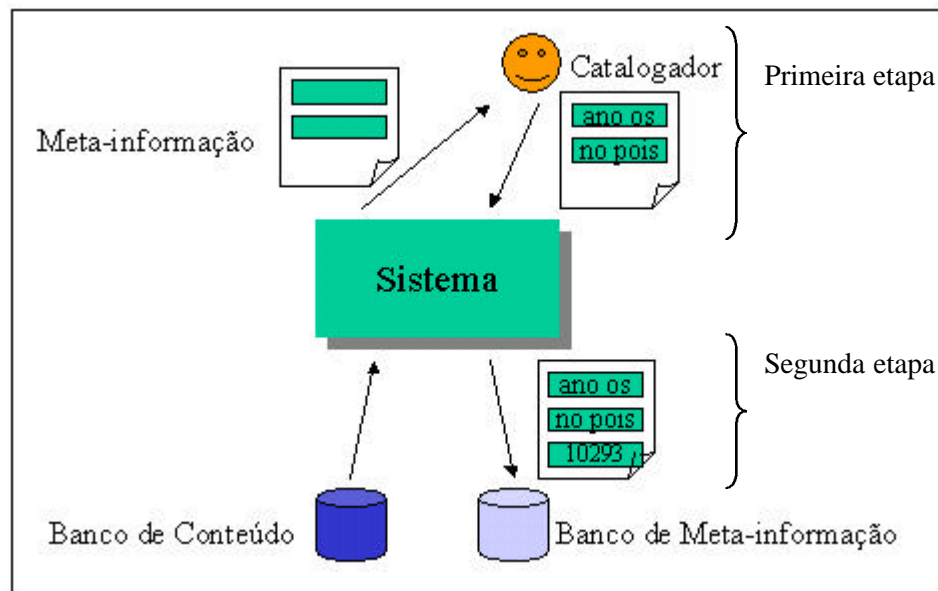 Catalogador
Primeira etapa
Meta-informação
ano os
no pois
Sistema
Segunda etapa
ano os
no pois
10293
Banco de Conteúdo
Banco de Meta-informação